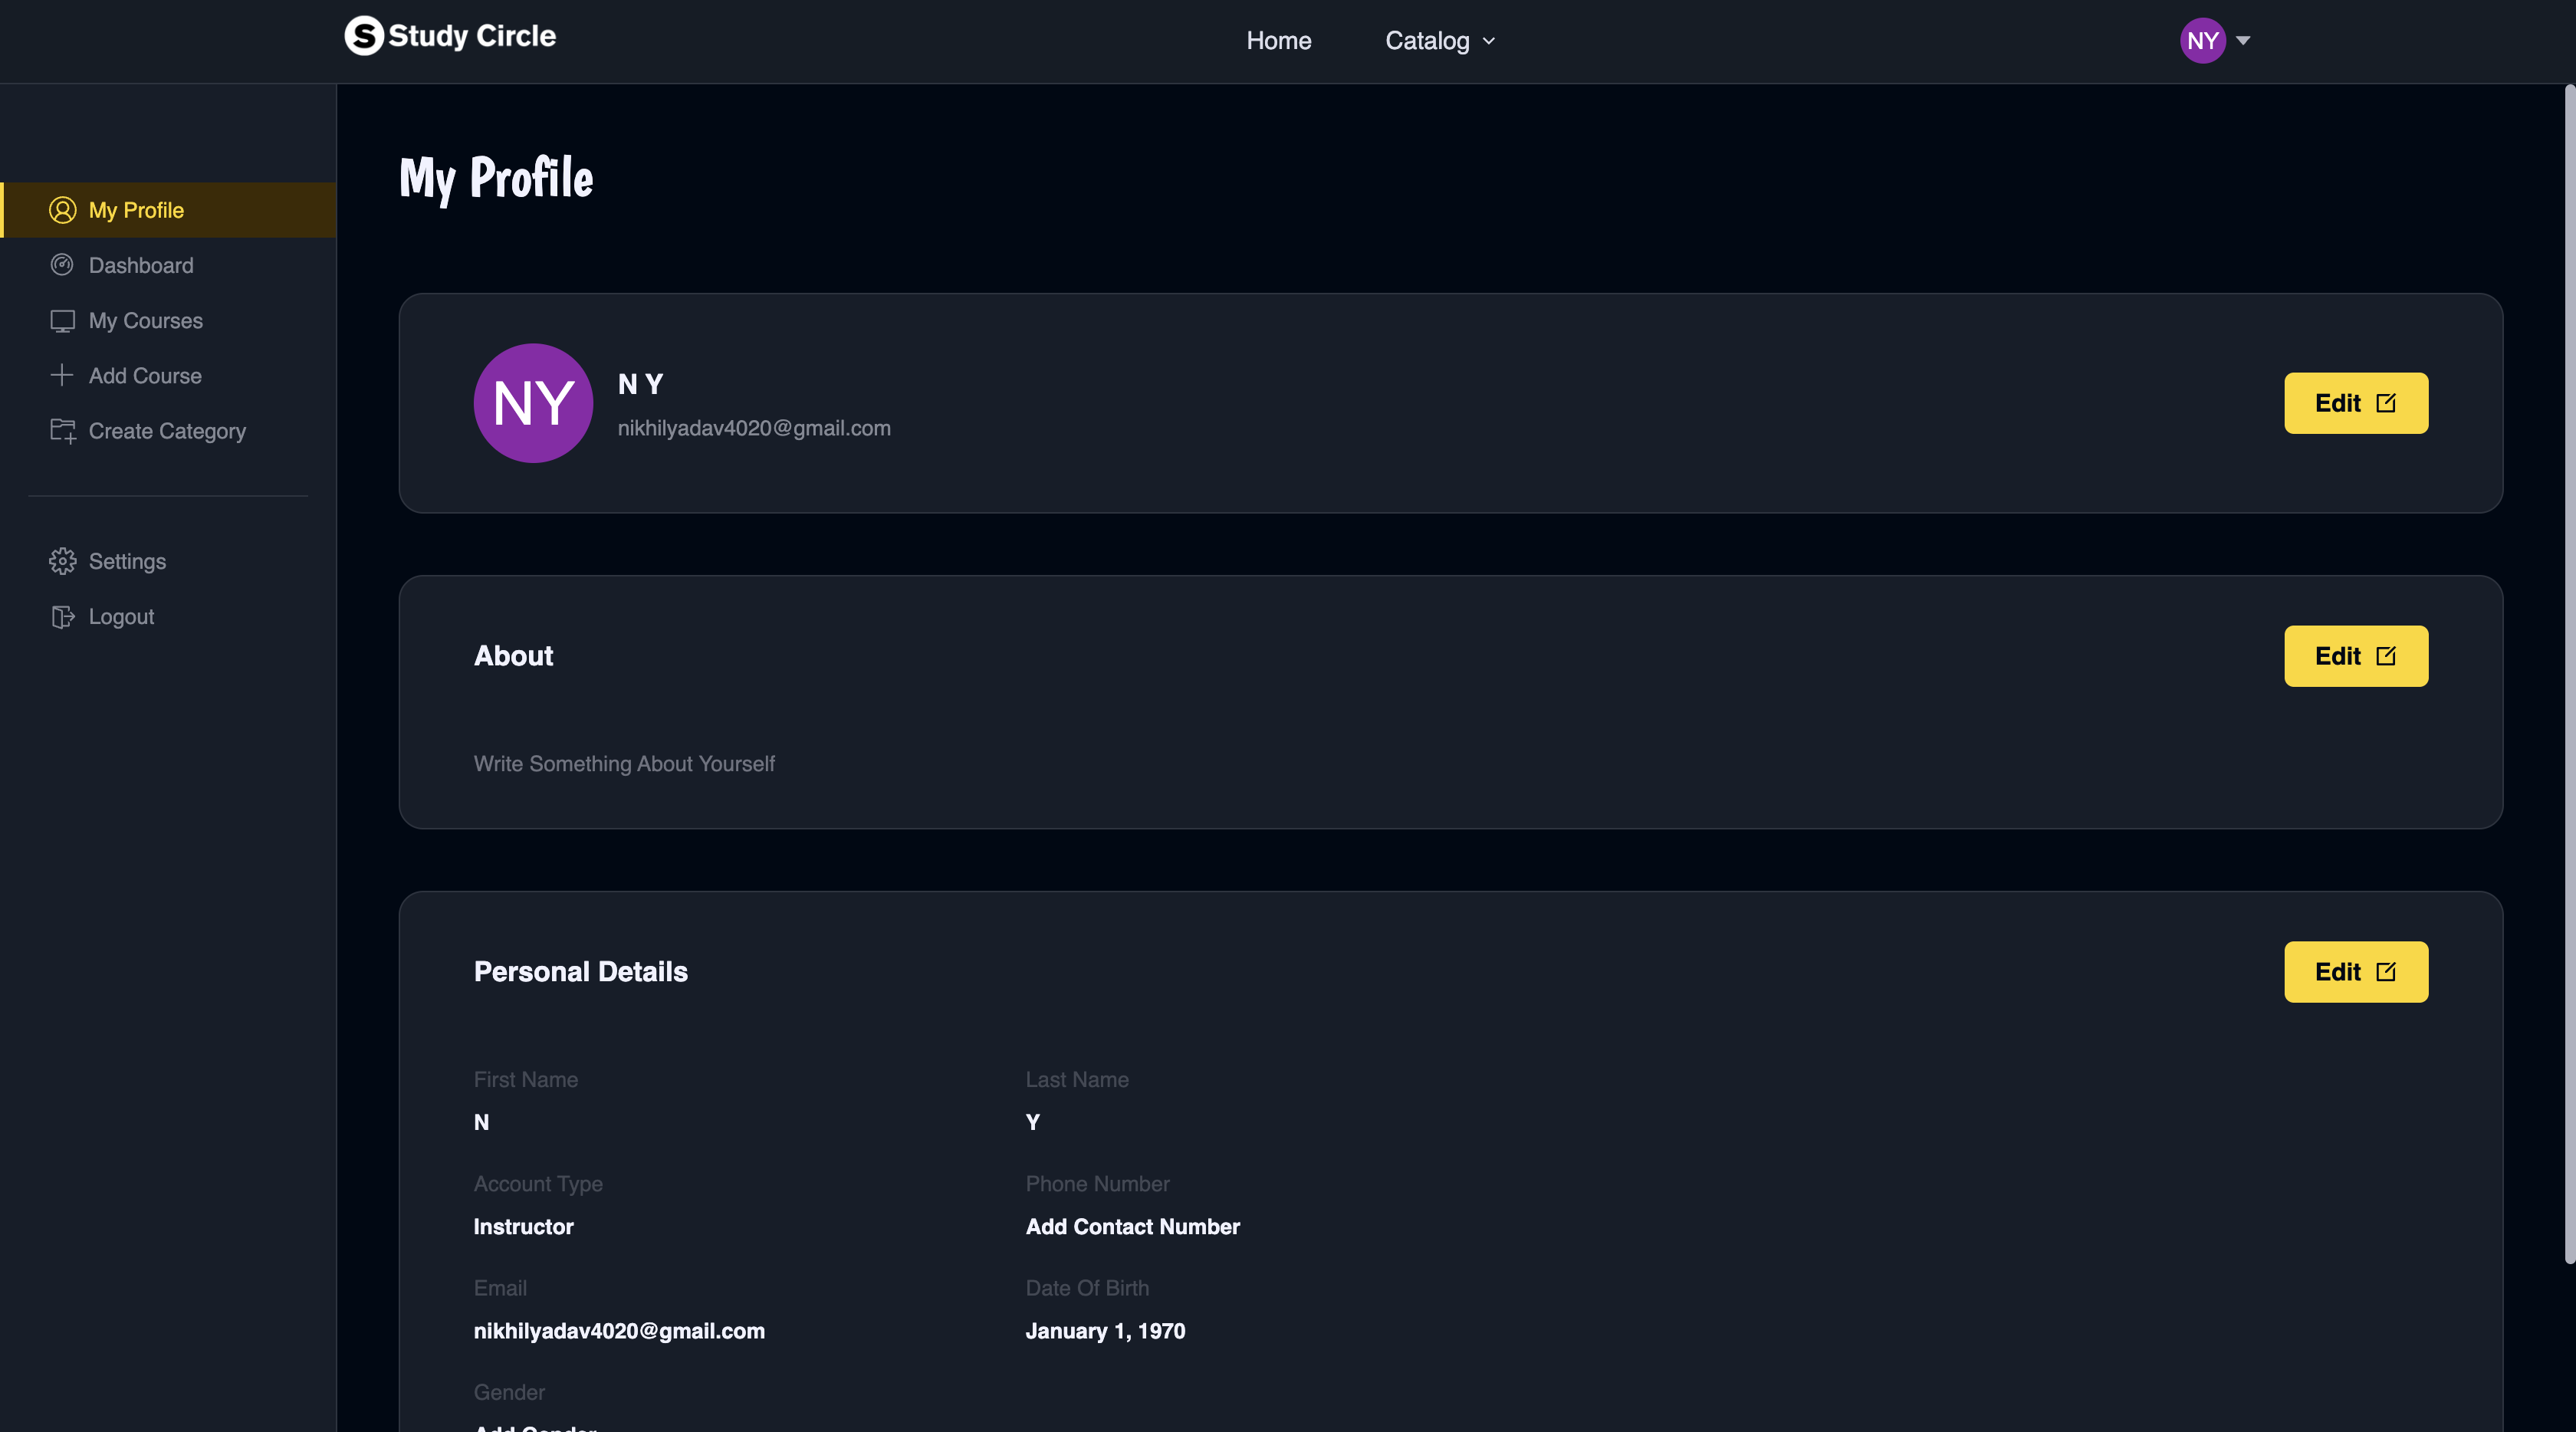 S Study Circle
Home
Catalog
NY
My Profile
Dashboard
My Courses
Add Course
Create Category
Settings
Logout
My Profile
NY
N Y
nikhilyadav4020@gmail.com
Edit
About
Edit
Write Something About Yourself
Personal Details
Edit
First Name
Last Name
N
Y
Account Type
Phone Number
Instructor
Add Contact Number
Email
Date Of Birth
nikhilyadav4020@gmail.com
January 1, 1970
Gender
Add Gender